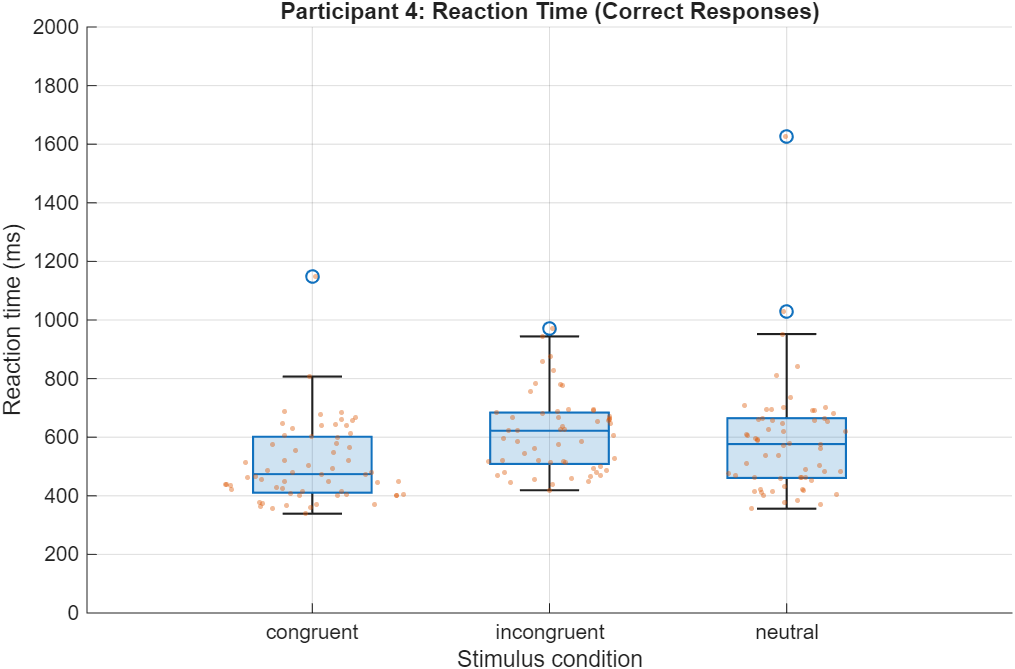 Participant 4: Reaction Time (Correct Responses)
2000
1800
1600
1400
1200
1000
800
600
400
200
0
Reaction time (ms)
congruent incongruent neutral
Stimulus condition